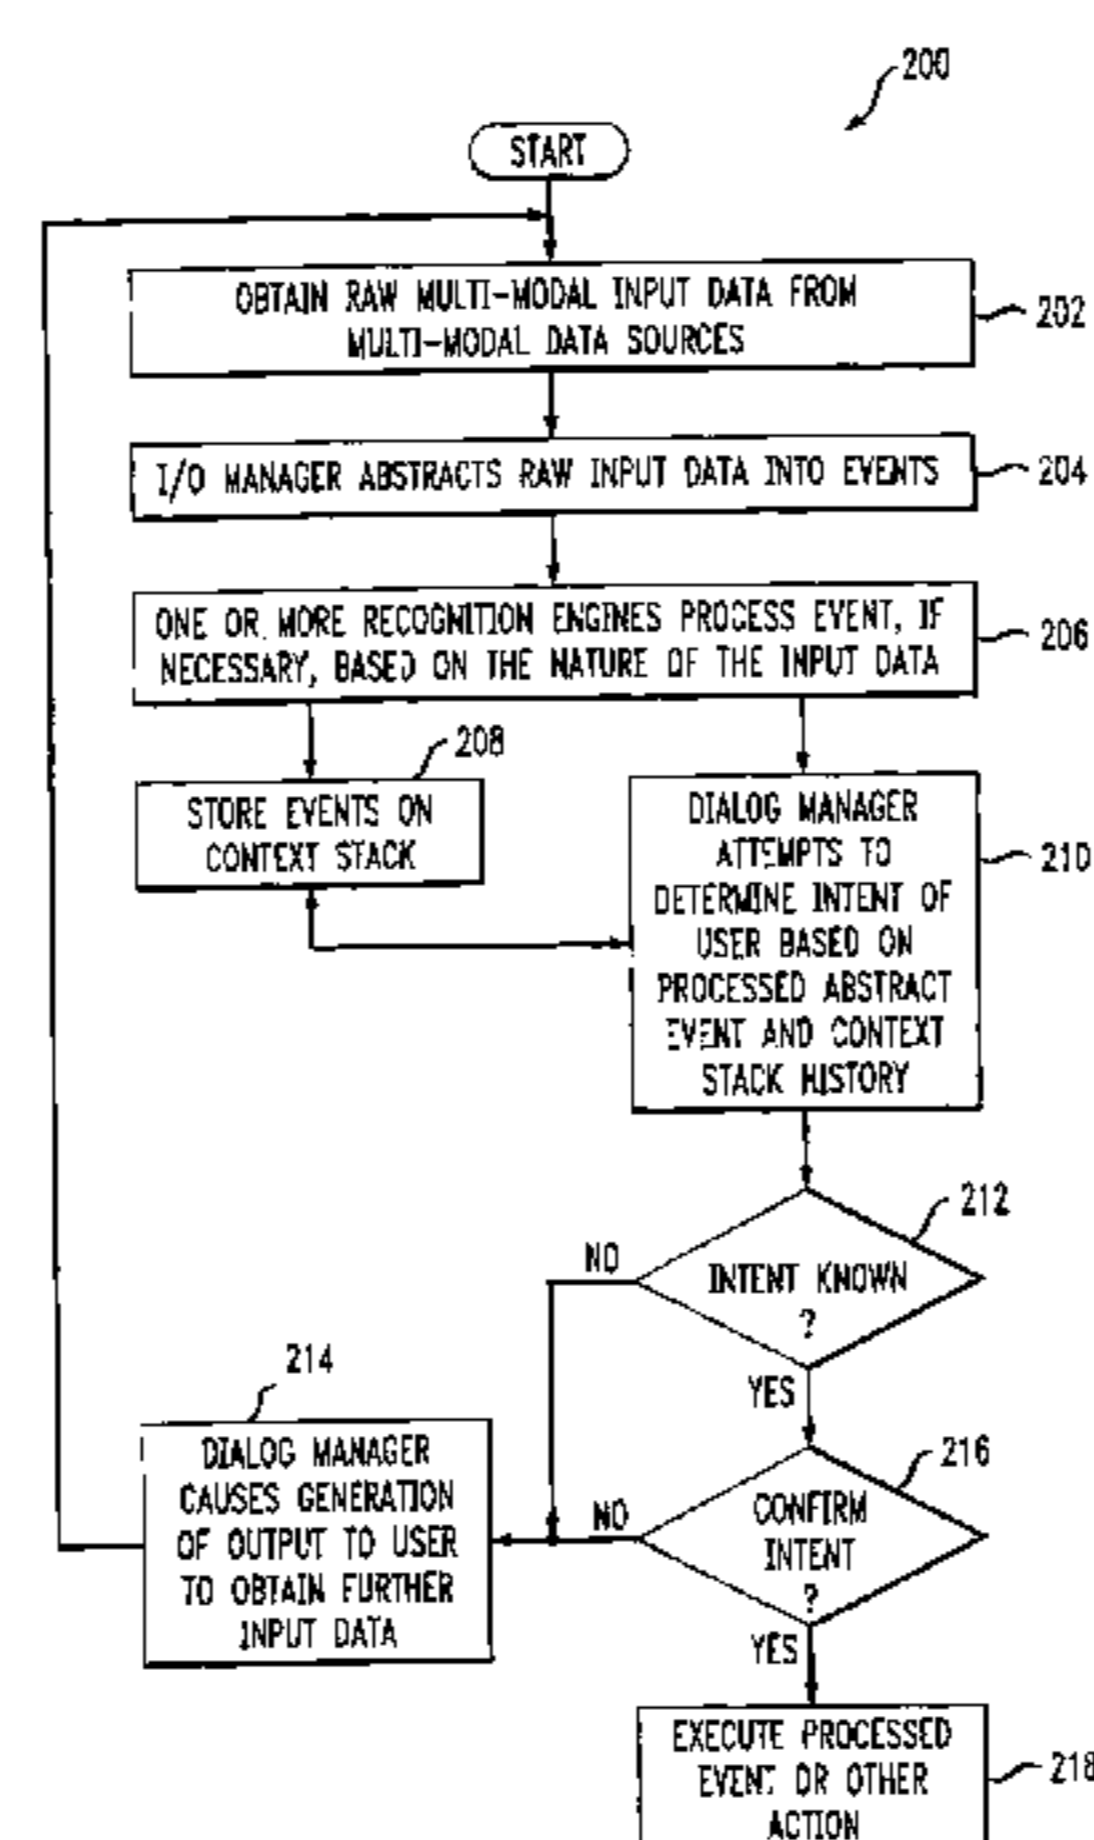 200
START
OBTAIN RAW MULTI-MODAL INPUT DATA FROM
MULTI-MODAL DATA SOURCES
202
I/O MANAGER ABSTRACTS RAW INPUT DATA INTO EVENTS
204
ONE OR MORE RECOGNITION ENGINES PROCESS EVENT, IF
NECESSARY, BASED ON THE NATURE OF THE INPUT DATA
206
208
STORE EVENTS ON
CONTEXT STACK
DIALOG MANAGER
ATTEMPTS TO
DETERMINE INTENT OF
USER BASED ON
PROCESSED ABSTRACT
EVENT AND CONTEXT
STACK HISTORY
210
212
NO
INTENT KNOWN
?
YES
214
DIALOG MANAGER
CAUSES GENERATION
OF OUTPUT TO USER
TO OBTAIN FURTHER
INPUT DATA
216
NO
CONFIRM
INTENT
?
YES
EXECUTE PROCESSED
EVENT OR OTHER
ACTION
218